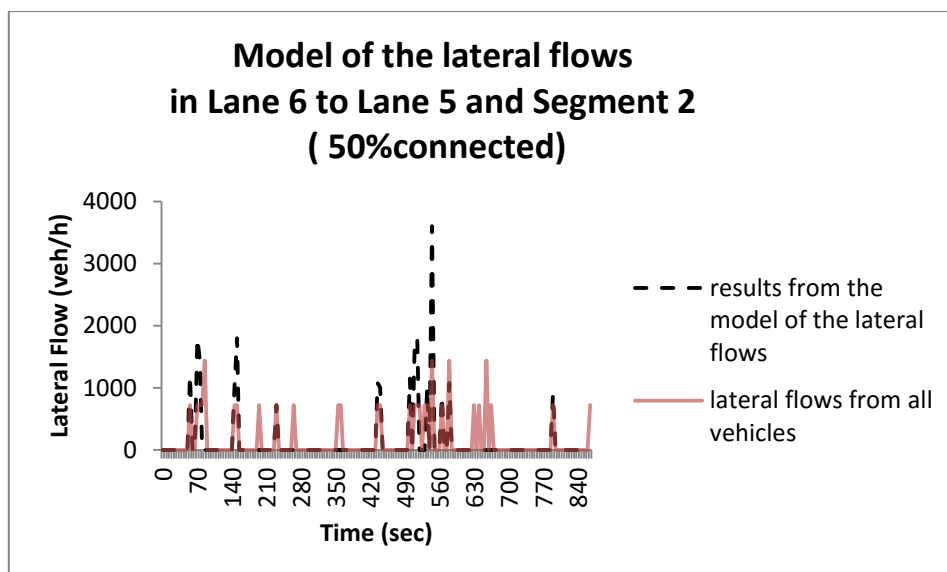 Model of the lateral flows
in Lane 6 to Lane 5 and Segment 2
( 50%connected)
Lateral Flow (veh/h)
4000
3000
2000
1000
0
0
70
140
210
280
350
420
490
560
630
700
770
840
Time (sec)
results from the
model of the lateral
flows
lateral flows from all
vehicles